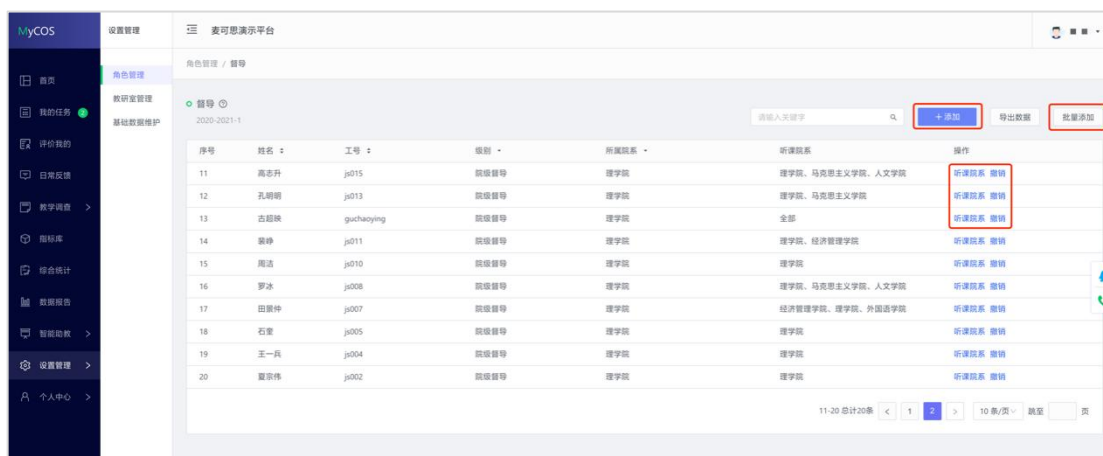 MyCOS 设置管理 麦可思演示平台
角色管理 / 督导
首页
我的任务 2
评价我的
日常反馈
教学调查
指标库
综合统计
数据报告
智能助教
设置管理
个人中心
角色管理
教研室管理
基础数据维护
督导
2020-2021-1
请输入关键字 +添加 导出数据 批量添加
序号 姓名 工号 级别 所属院系 听课院系 操作
11 高志升 js015 院级督导 理学院 理学院、马克思主义学院、人文学院 听课院系 撤销
12 孔明明 js013 院级督导 理学院 理学院、马克思主义学院 听课院系 撤销
13 古超映 guchaoying 院级督导 理学院 全部 听课院系 撤销
14 裴峥 js011 院级督导 理学院 理学院、经济管理学院 听课院系 撤销
15 周洁 js010 院级督导 理学院 理学院 听课院系 撤销
16 罗冰 js008 院级督导 理学院 理学院、马克思主义学院、人文学院 听课院系 撤销
17 田景仲 js007 院级督导 理学院 经济管理学院、理学院、外国语学院 听课院系 撤销
18 石奎 js005 院级督导 理学院 理学院 听课院系 撤销
19 王一兵 js004 院级督导 理学院 理学院 听课院系 撤销
20 夏宗伟 js002 院级督导 理学院 理学院 听课院系 撤销
11-20 总计20条 < 1 2 > 10 条/页 跳至 页